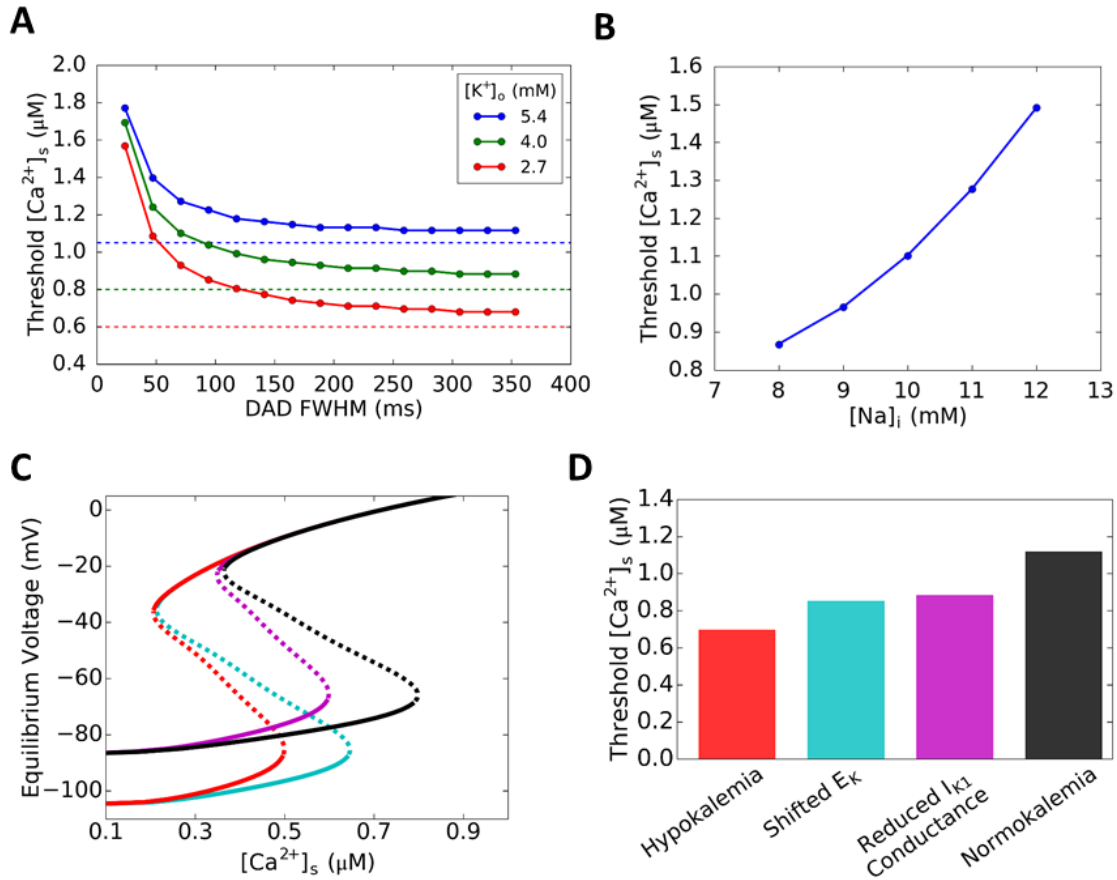 A
Threshold [Ca²⁺]ₛ (μM)
2.0
1.8
1.6
1.4
1.2
1.0
0.8
0.6
0.4
[K⁺]ₒ (mM)
5.4
4.0
2.7
0 50 100 150 200 250 300 350 400
DAD FWHM (ms)
B
Threshold [Ca²⁺]ₛ (μM)
1.6
1.5
1.4
1.3
1.2
1.1
1.0
0.9
0.8
7 8 9 10 11 12 13
[Na]ᵢ (mM)
C
Equilibrium Voltage (mV)
0
−20
−40
−60
−80
−100
0.1 0.3 0.5 0.7 0.9
[Ca²⁺]ₛ (μM)
D
Threshold [Ca²⁺]ₛ (μM)
1.4
1.2
1.0
0.8
0.6
0.4
0.2
0.0
Hypokalemia
Shifted E_K
Reduced I_K1
Conductance
Normokalemia